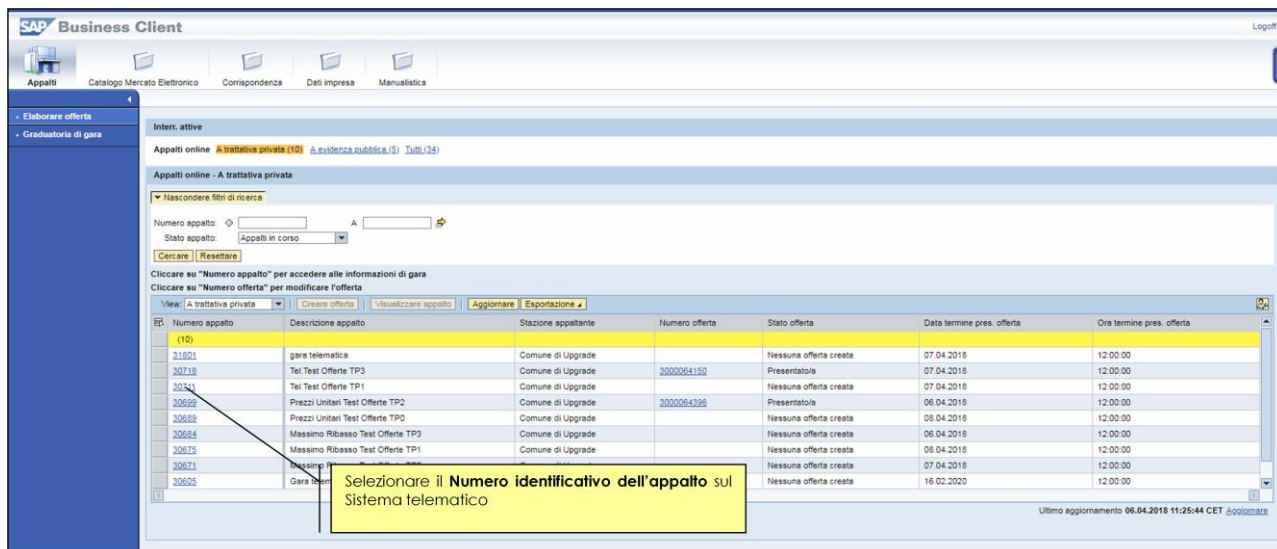 SAP Business Client
Logoff
Appalti
Catalogo Mercato Elettronico
Corrispondenza
Dati impresa
Manualistica
Elaborare offerta
Graduatoria di gara
Interr. attive
Appalti online A trattativa privata (10) A evidenza pubblica (5) Tutti (34)
Appalti online - A trattativa privata
Nascondere filtri di ricerca
Numero appalto: A
Stato appalto: Appalti in corso
Cercare Resettare
Cliccare su "Numero appalto" per accedere alle informazioni di gara
Cliccare su "Numero offerta" per modificare l'offerta
View: A trattativa privata Creare offerta Visualizzare appalto Aggiornare Esportazione
Numero appalto Descrizione appalto Stazione appaltante Numero offerta Stato offerta Data termine pres. offerta Ora termine pres. offerta
(10)
31801 gara telematica Comune di Upgrade Nessuna offerta creata 07.04.2018 12:00:00
30718 Tel.Test Offerte TP3 Comune di Upgrade 3000064150 Presentato/a 07.04.2018 12:00:00
30711 Tel.Test Offerte TP1 Comune di Upgrade Nessuna offerta creata 07.04.2018 12:00:00
30699 Prezzi Unitari Test Offerte TP2 Comune di Upgrade 3000064396 Presentato/a 06.04.2018 12:00:00
30689 Prezzi Unitari Test Offerte TP0 Comune di Upgrade Nessuna offerta creata 08.04.2018 12:00:00
30684 Massimo Ribasso Test Offerte TP3 Comune di Upgrade Nessuna offerta creata 06.04.2018 12:00:00
30675 Massimo Ribasso Test Offerte TP1 Comune di Upgrade Nessuna offerta creata 08.04.2018 12:00:00
30671 Massimo Nessuna offerta creata 07.04.2018 12:00:00
30605 Gara Nessuna offerta creata 16.02.2020 12:00:00
Selezionare il Numero identificativo dell'appalto sul
Sistema telematico
Ultimo aggiornamento 06.04.2018 11:25:44 CET Aggiornare